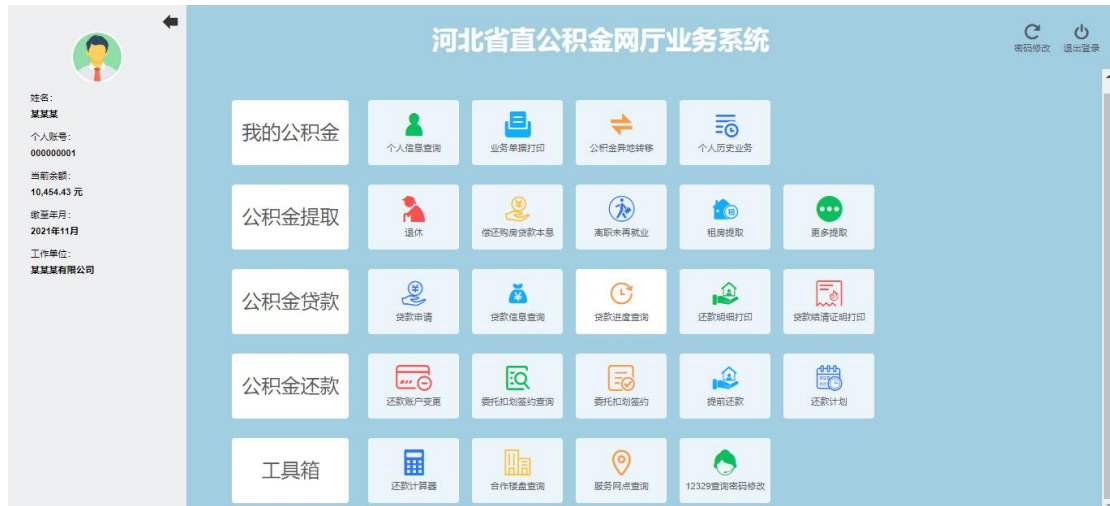 河北省直公积金网厅业务系统
密码修改
退出登录
姓名:
某某某
个人账号:
000000001
当前余额:
10,454.43 元
缴至年月:
2021年11月
工作单位:
某某某有限公司
我的公积金
个人信息查询
业务单据打印
公积金异地转移
个人历史业务
公积金提取
退休
偿还购房贷款本息
离职未再就业
租
租房提取
更多提取
公积金贷款
贷款申请
贷款信息查询
贷款进度查询
还款明细打印
贷款结清证明打印
公积金还款
还款账户变更
委托扣划签约查询
委托扣划签约
提前还款
还款计划
工具箱
还款计算器
合作楼盘查询
服务网点查询
12329查询密码修改